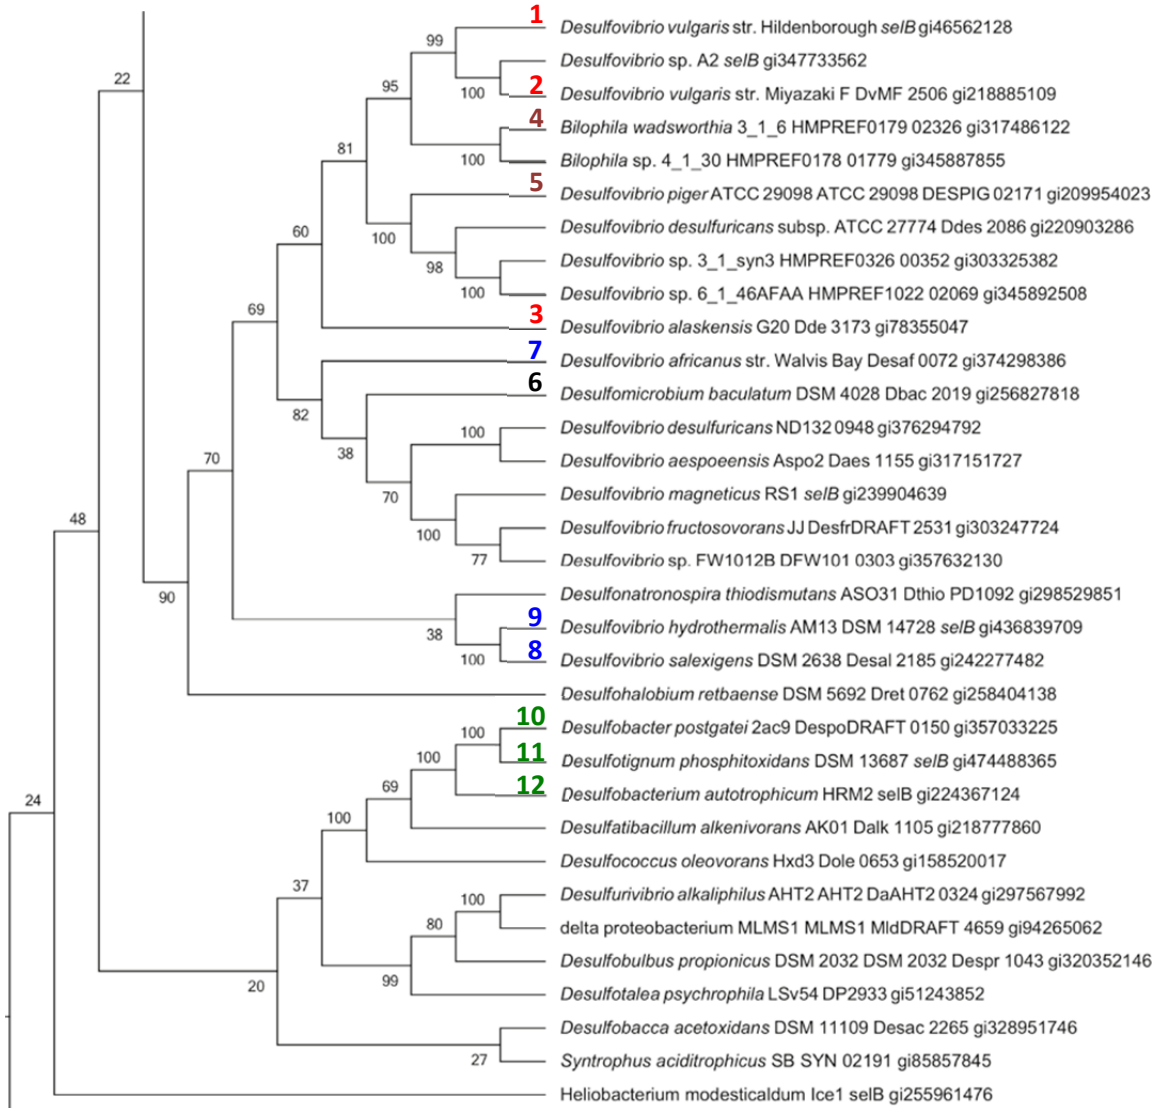 1
Desulfovibrio vulgaris str. Hildenborough selB gi46562128
99
Desulfovibrio sp. A2 selB gi347733562
22
95
100
2
Desulfovibrio vulgaris str. Miyazaki F DvMF 2506 gi218885109
4
Bilophila wadsworthia 3_1_6 HMPREF0179 02326 gi317486122
81
100
Bilophila sp. 4_1_30 HMPREF0178 01779 gi345887855
5
Desulfovibrio piger ATCC 29098 ATCC 29098 DESPIG 02171 gi209954023
60
100
Desulfovibrio desulfuricans subsp. ATCC 27774 Ddes 2086 gi220903286
98
Desulfovibrio sp. 3_1_syn3 HMPREF0326 00352 gi303325382
100
Desulfovibrio sp. 6_1_46AFAA HMPREF1022 02069 gi345892508
69
3
Desulfovibrio alaskensis G20 Dde 3173 gi78355047
7
Desulfovibrio africanus str. Walvis Bay Desaf 0072 gi374298386
6
Desulfomicrobium baculatum DSM 4028 Dbac 2019 gi256827818
82
100
Desulfovibrio desulfuricans ND132 0948 gi376294792
70
38
Desulfovibrio aespoeensis Aspo2 Daes 1155 gi317151727
70
Desulfovibrio magneticus RS1 selB gi239904639
48
100
Desulfovibrio fructosovorans JJ DesfrDRAFT 2531 gi303247724
77
Desulfovibrio sp. FW1012B DFW101 0303 gi357632130
90
Desulfonatronospira thiodismutans ASO31 Dthio PD1092 gi298529851
38
9
Desulfovibrio hydrothermalis AM13 DSM 14728 selB gi436839709
100
8
Desulfovibrio salexigens DSM 2638 Desal 2185 gi242277482
Desulfohalobium retbaense DSM 5692 Dret 0762 gi258404138
10
Desulfobacter postgatei 2ac9 DespoDRAFT 0150 gi357033225
100
100
11
Desulfotignum phosphitoxidans DSM 13687 selB gi474488365
69
12
Desulfobacterium autotrophicum HRM2 selB gi224367124
24
100
Desulfatibacillum alkenivorans AK01 Dalk 1105 gi218777860
Desulfococcus oleovorans Hxd3 Dole 0653 gi158520017
37
100
Desulfurivibrio alkaliphilus AHT2 AHT2 DaAHT2 0324 gi297567992
80
delta proteobacterium MLMS1 MLMS1 MldDRAFT 4659 gi94265062
Desulfobulbus propionicus DSM 2032 DSM 2032 Despr 1043 gi320352146
20
99
Desulfotalea psychrophila LSv54 DP2933 gi51243852
Desulfobacca acetoxidans DSM 11109 Desac 2265 gi328951746
27
Syntrophus aciditrophicus SB SYN 02191 gi85857845
Heliobacterium modesticaldum Ice1 selB gi255961476